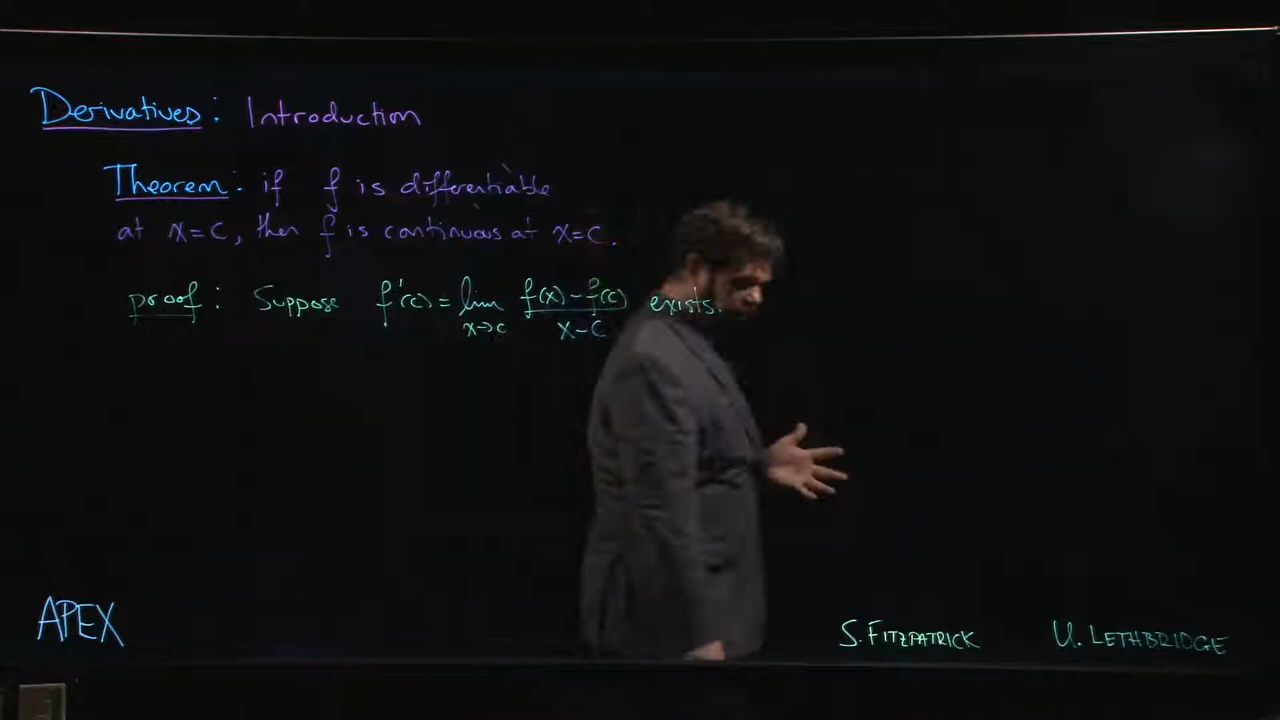 Derivatives: Introduction
Theorem: if f is differentiable
at x=c, then f is continuous at x=c.
proof: Suppose f'(c) = lim x→c f(x)-f(c) / x-c exists.
APEX
S. FITZPATRICK U. LETHBRIDGE